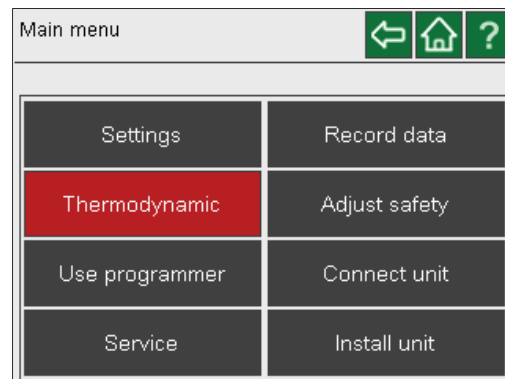 Main menu
?
Settings
Record data
Thermodynamic
Adjust safety
Use programmer
Connect unit
Service
Install unit